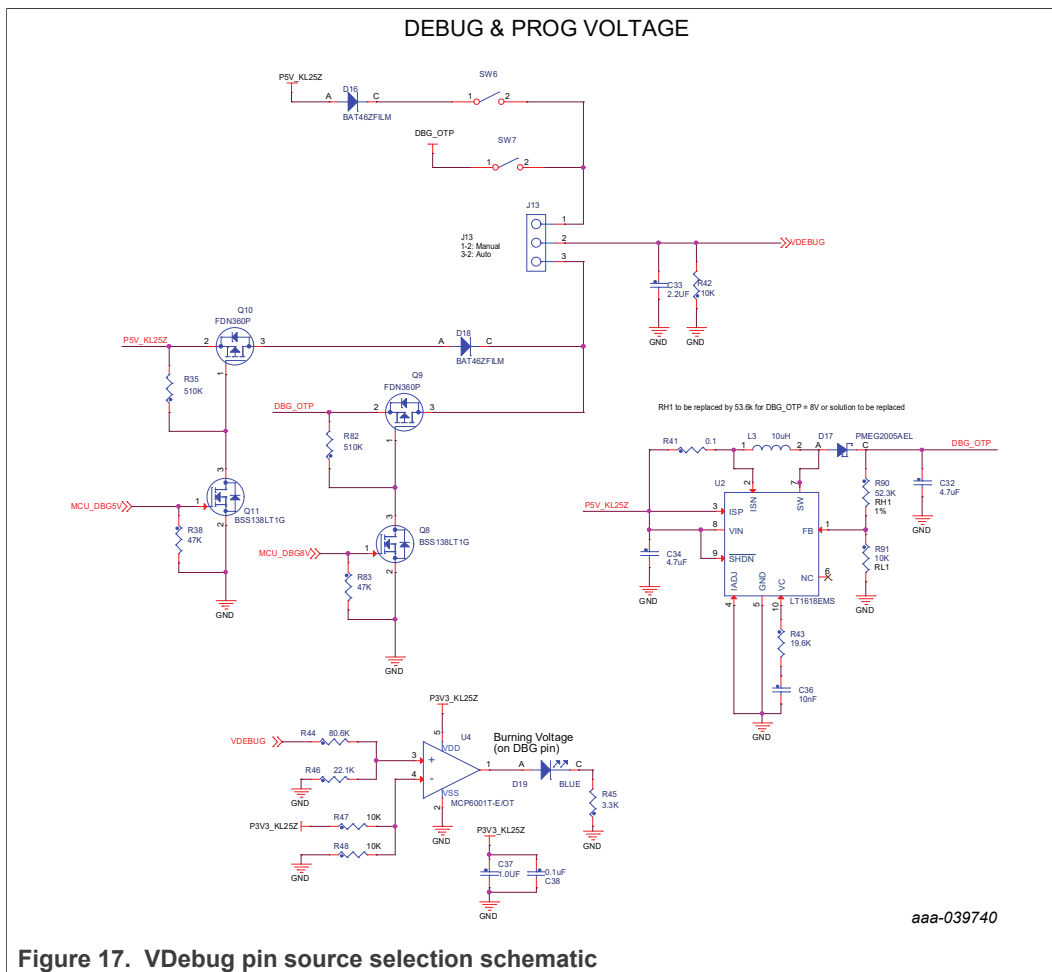 DEBUG & PROG VOLTAGE
P5V_KL25Z
D16
A
C
BAT46ZFILM
SW6
1
2
DBG_OTP
SW7
1
2
J13
1
2
3
J13
1-2: Manual
3-2: Auto
VDEBUG
C33
2.2UF
R42
10K
GND
GND
Q10
FDN360P
P5V_KL25Z
2
3
1
R35
510K
D18
A
C
BAT46ZFILM
Q9
FDN360P
DBG_OTP
2
3
1
R82
510K
3
MCU_DBG5V
1
Q11
BSS138LT1G
2
R38
47K
GND
3
MCU_DBG8V
1
Q8
BSS138LT1G
2
R83
47K
GND
RH1 to be replaced by 53.6k for DBG_OTP = 8V or solution to be replaced
R41
0.1
L3
10uH
1
2
D17
A
C
PMEG2005AEL
DBG_OTP
U2
2
7
ISN
SW
P5V_KL25Z
3
ISP
8
VIN
9
SHDN
FB
1
NC
6
IADJ
GND
VC
4
5
10
LT1618EMS
C34
4.7uF
GND
R90
52.3K
RH1
1%
C32
4.7uF
GND
R91
10K
RL1
GND
R43
19.6K
C36
10nF
GND
P3V3_KL25Z
VDEBUG
R44
80.6K
R46
22.1K
GND
P3V3_KL25Z
R47
10K
R48
10K
GND
5
U4
VDD
3
+
4
-
1
VSS
2
MCP6001T-E/OT
GND
Burning Voltage
(on DBG pin)
A
C
D19
BLUE
R45
3.3K
GND
P3V3_KL25Z
C37
1.0UF
0.1uF
C38
GND
aaa-039740
Figure 17. VDebug pin source selection schematic